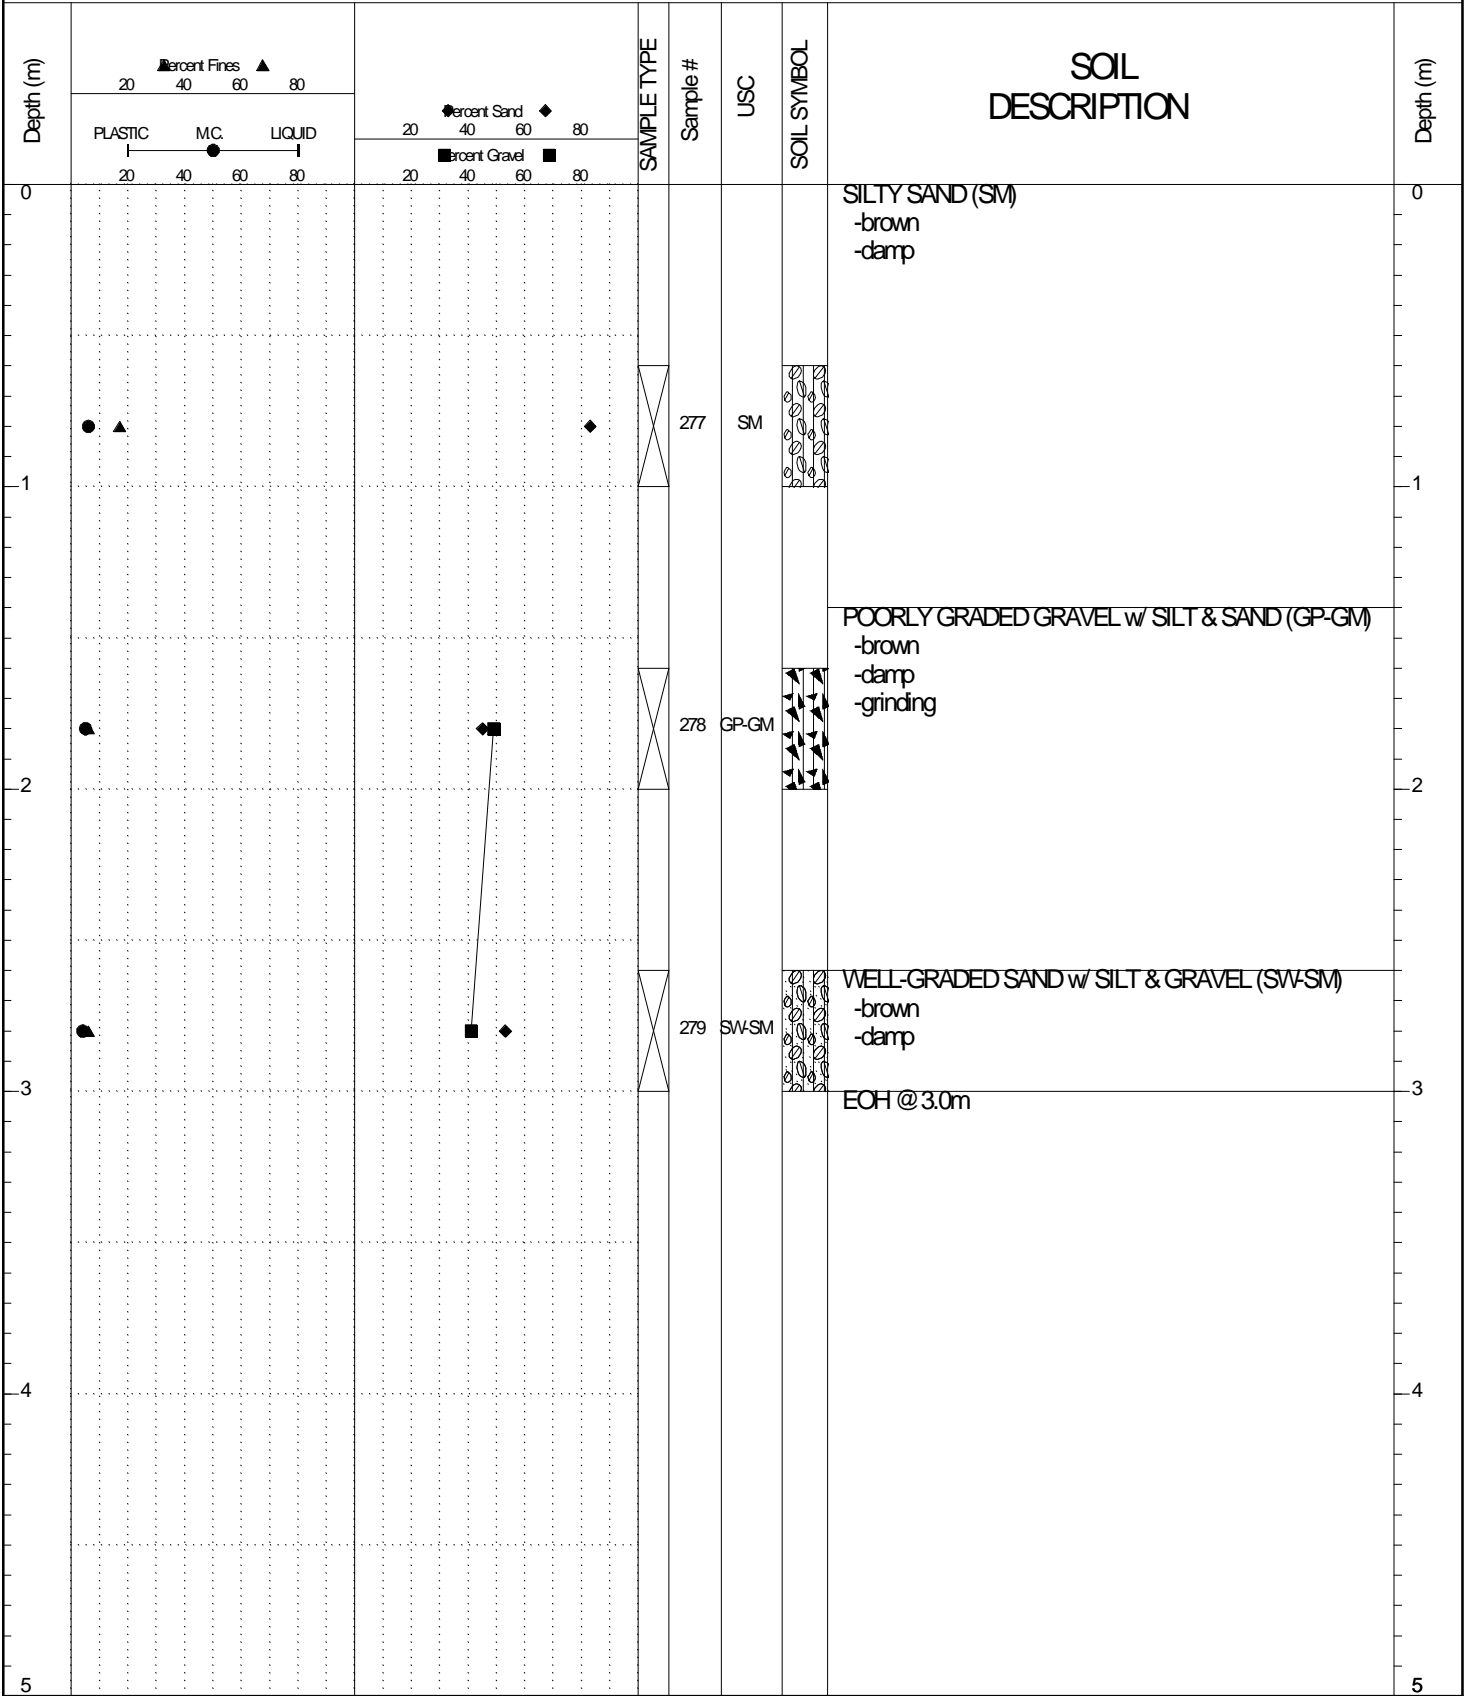 Depth (m)
Percent Fines
20 40 60 80
PLASTIC M.C. LIQUID
20 40 60 80
Percent Sand
20 40 60 80
Percent Gravel
20 40 60 80
SAMPLE TYPE
Sample #
USC
SOIL SYMBOL
SOIL
DESCRIPTION
Depth (m)
0 SILTY SAND (SM) 0
-brown
-damp
277 SM
1 1
POORLY GRADED GRAVEL w/ SILT & SAND (GP-GM)
-brown
-damp
-grinding
278 GP-GM
2 2
WELL-GRADED SAND w/ SILT & GRAVEL (SW-SM)
-brown
279 SW-SM
-damp
3 3
EOH @ 3.0m
4 4
5 5